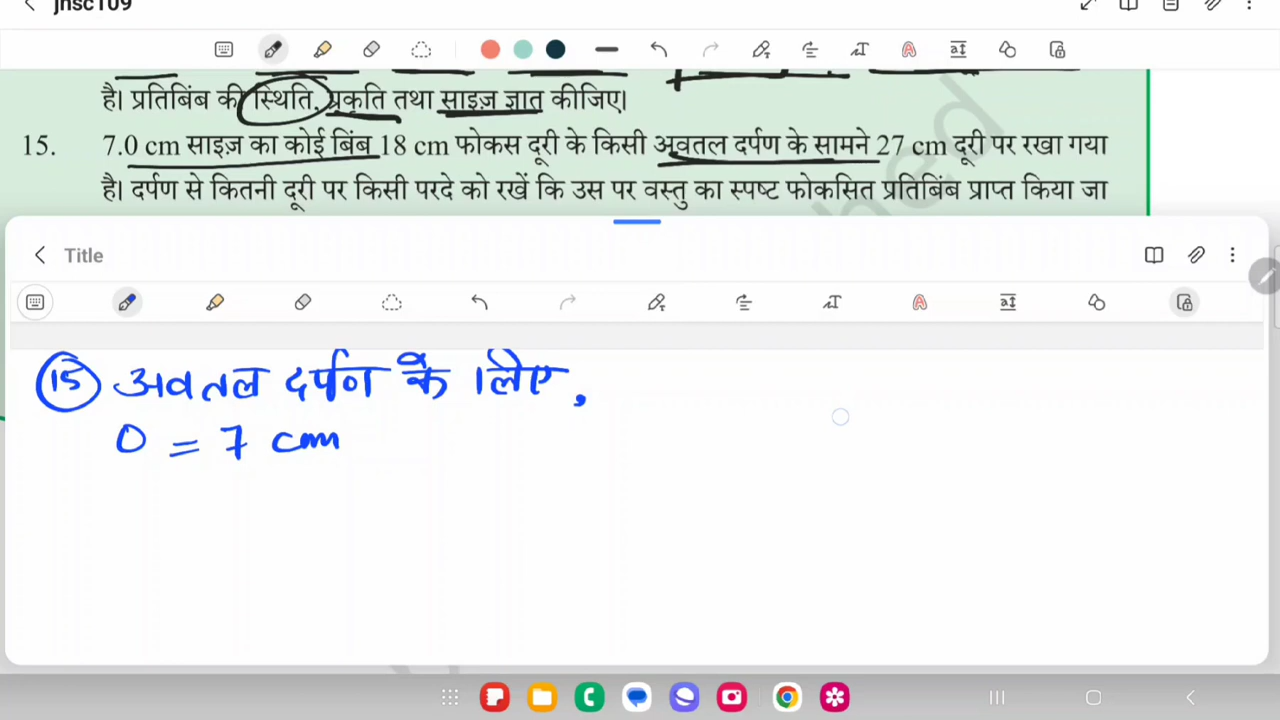 jhsc109
है। प्रतिबिंब की स्थिति, प्रकृति तथा साइज़ ज्ञात कीजिए।
15. 7.0 cm साइज़ का कोई बिंब 18 cm फोकस दूरी के किसी अवतल दर्पण के सामने 27 cm दूरी पर रखा गया
है। दर्पण से कितनी दूरी पर किसी परदे को रखें कि उस पर वस्तु का स्पष्ट फोकसित प्रतिबिंब प्राप्त किया जा
Title
15 अवतल दर्पण के लिए,
O = 7 cm